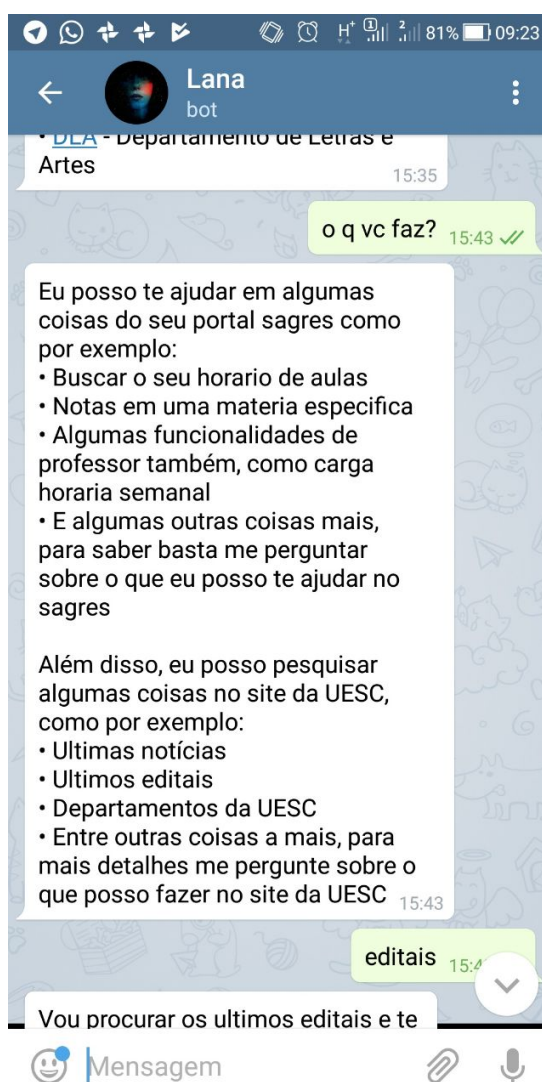 81% 09:23
Lana
bot
• DLA - Departamento de Letras e
Artes
15:35
o q vc faz? 15:43
Eu posso te ajudar em algumas
coisas do seu portal sagres como
por exemplo:
• Buscar o seu horario de aulas
• Notas em uma materia especifica
• Algumas funcionalidades de
professor também, como carga
horaria semanal
• E algumas outras coisas mais,
para saber basta me perguntar
sobre o que eu posso te ajudar no
sagres
Além disso, eu posso pesquisar
algumas coisas no site da UESC,
como por exemplo:
• Ultimas notícias
• Ultimos editais
• Departamentos da UESC
• Entre outras coisas a mais, para
mais detalhes me pergunte sobre o
que posso fazer no site da UESC 15:43
editais
Vou procurar os ultimos editais e te
Mensagem